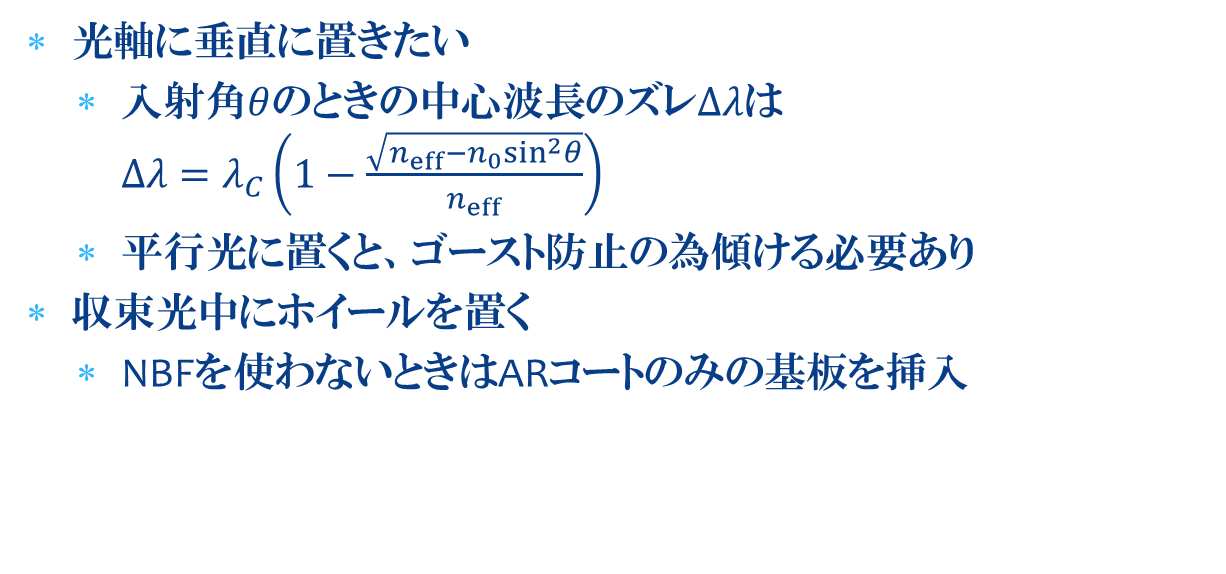 * 光軸に垂直に置きたい
* 入射角θのときの中心波長のズレΔλは
Δλ = λ_C (1 − √(n_eff−n_0 sin²θ) / n_eff)
* 平行光に置くと、ゴースト防止の為傾ける必要あり
* 収束光中にホイールを置く
* NBFを使わないときはARコートのみの基板を挿入